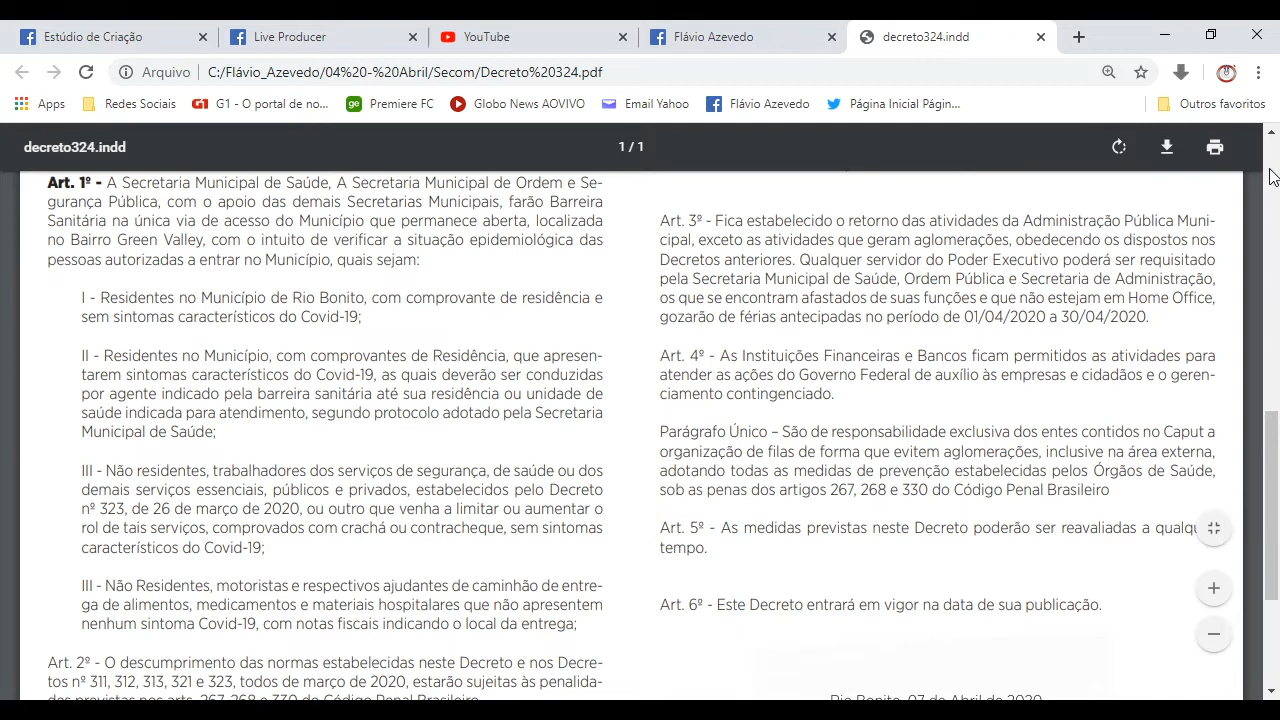 Estúdio de Criação
Live Producer
YouTube
Flávio Azevedo
decreto324.indd
Arquivo
C:/Flávio_Azevedo/04%20-%20Abril/Secom/Decreto%20324.pdf
Apps
Redes Sociais
G1 G1 - O portal de no...
ge Premiere FC
Globo News AOVIVO
Email Yahoo
Flávio Azevedo
Página Inicial Págin...
Outros favoritos
decreto324.indd
1 / 1
Art. 1º - A Secretaria Municipal de Saúde, A Secretaria Municipal de Ordem e Se-
gurança Pública, com o apoio das demais Secretarias Municipais, farão Barreira
Sanitária na única via de acesso do Município que permanece aberta, localizada
no Bairro Green Valley, com o intuito de verificar a situação epidemiológica das
pessoas autorizadas a entrar no Município, quais sejam:
I - Residentes no Município de Rio Bonito, com comprovante de residência e
sem sintomas característicos do Covid-19;
II - Residentes no Município, com comprovantes de Residência, que apresen-
tarem sintomas característicos do Covid-19, as quais deverão ser conduzidas
por agente indicado pela barreira sanitária até sua residência ou unidade de
saúde indicada para atendimento, segundo protocolo adotado pela Secretaria
Municipal de Saúde;
III - Não residentes, trabalhadores dos serviços de segurança, de saúde ou dos
demais serviços essenciais, públicos e privados, estabelecidos pelo Decreto
nº 323, de 26 de março de 2020, ou outro que venha a limitar ou aumentar o
rol de tais serviços, comprovados com crachá ou contracheque, sem sintomas
característicos do Covid-19;
III - Não Residentes, motoristas e respectivos ajudantes de caminhão de entre-
ga de alimentos, medicamentos e materiais hospitalares que não apresentem
nenhum sintoma Covid-19, com notas fiscais indicando o local da entrega;
Art. 2º - O descumprimento das normas estabelecidas neste Decreto e nos Decre-
tos nº 311, 312, 313, 321 e 323, todos de março de 2020, estarão sujeitas às penalida-
des previstas nos arts. 267, 268 e 330 do Código Penal Brasileiro
Art. 3º - Fica estabelecido o retorno das atividades da Administração Pública Muni-
cipal, exceto as atividades que geram aglomerações, obedecendo os dispostos nos
Decretos anteriores. Qualquer servidor do Poder Executivo poderá ser requisitado
pela Secretaria Municipal de Saúde, Ordem Pública e Secretaria de Administração,
os que se encontram afastados de suas funções e que não estejam em Home Office,
gozarão de férias antecipadas no período de 01/04/2020 a 30/04/2020.
Art. 4º - As Instituições Financeiras e Bancos ficam permitidos as atividades para
atender as ações do Governo Federal de auxílio às empresas e cidadãos e o geren-
ciamento contingenciado.
Parágrafo Único – São de responsabilidade exclusiva dos entes contidos no Caput a
organização de filas de forma que evitem aglomerações, inclusive na área externa,
adotando todas as medidas de prevenção estabelecidas pelos Órgãos de Saúde,
sob as penas dos artigos 267, 268 e 330 do Código Penal Brasileiro
Art. 5º - As medidas previstas neste Decreto poderão ser reavaliadas a qualqu
tempo.
Art. 6º - Este Decreto entrará em vigor na data de sua publicação.
Rio Bonito, 07 de Abril de 2020